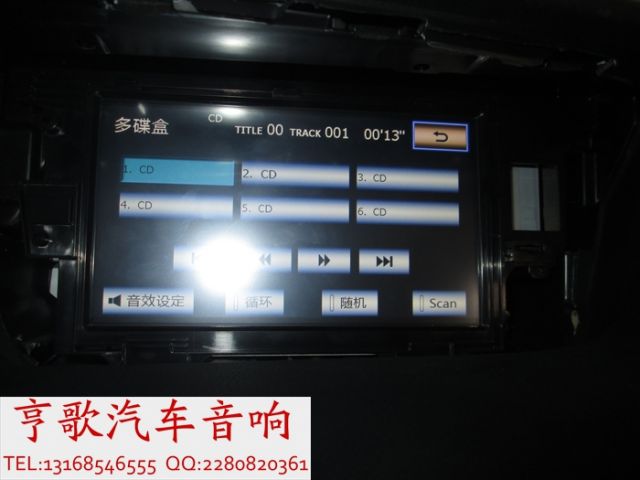 多碟盒 CD TITLE 00 TRACK 001 00'13"
1. CD 2. CD 3. CD
4. CD 5. CD 6. CD
音效设定 循环 随机 Scan
亨歌汽车音响
TEL:13168546555 QQ:2280820361